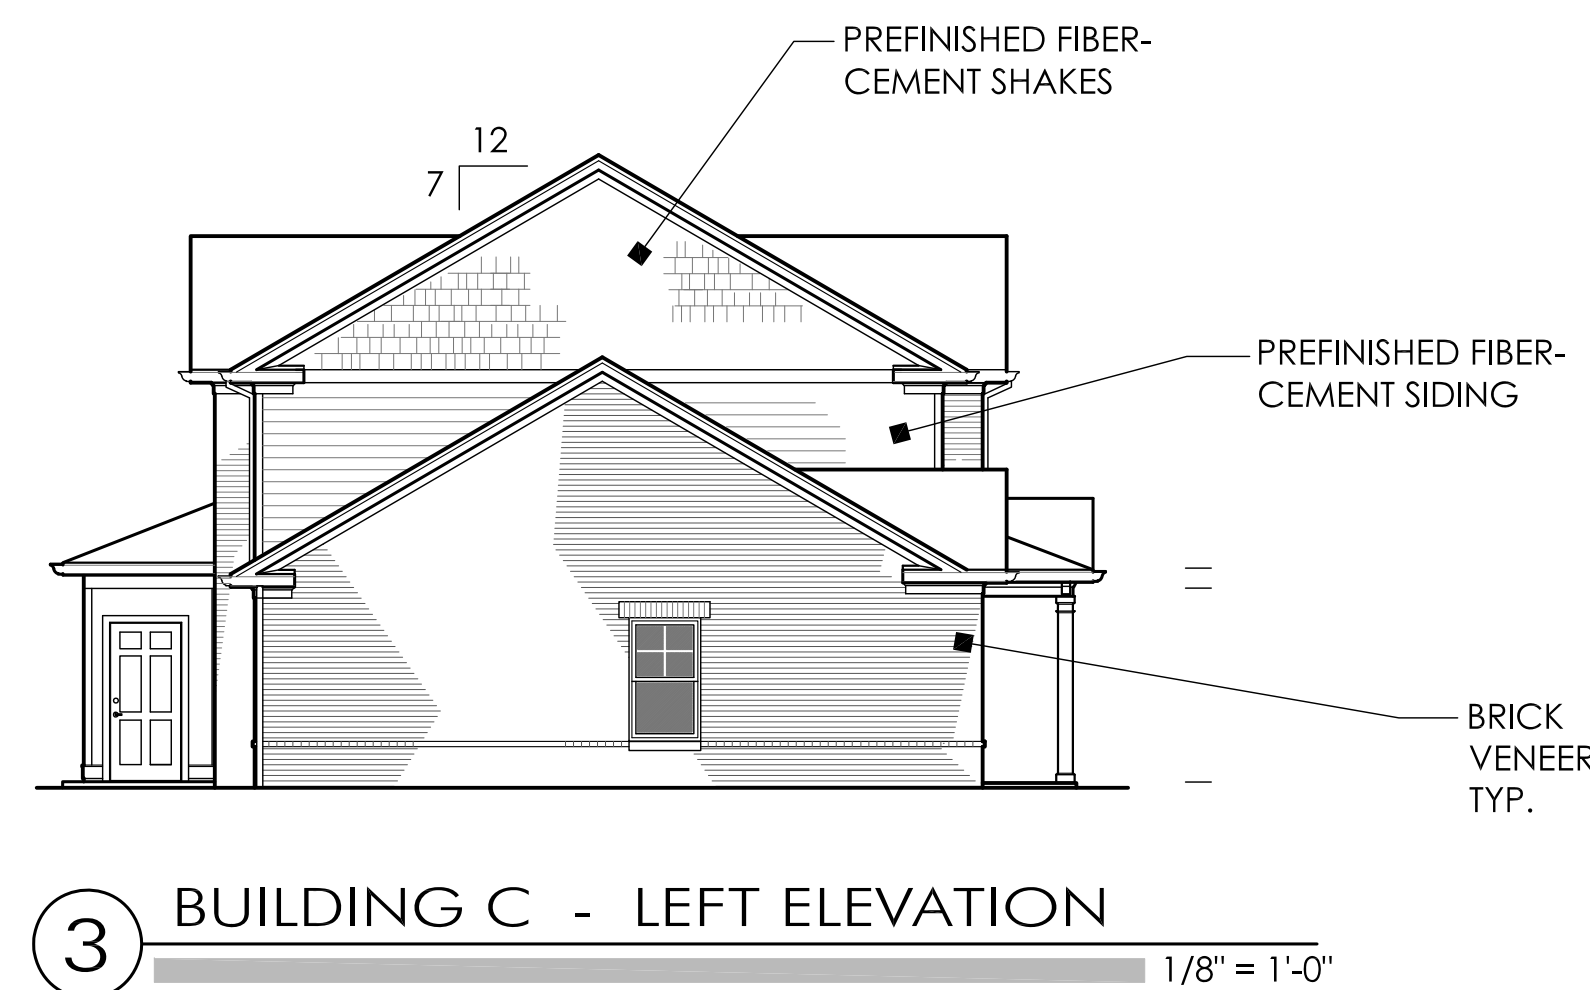 PREFINISHED FIBER-
CEMENT SHAKES
12
7
PREFINISHED FIBER-
CEMENT SIDING
BRICK
VENEER
TYP.
3
BUILDING C - LEFT ELEVATION
1/8" = 1'-0"